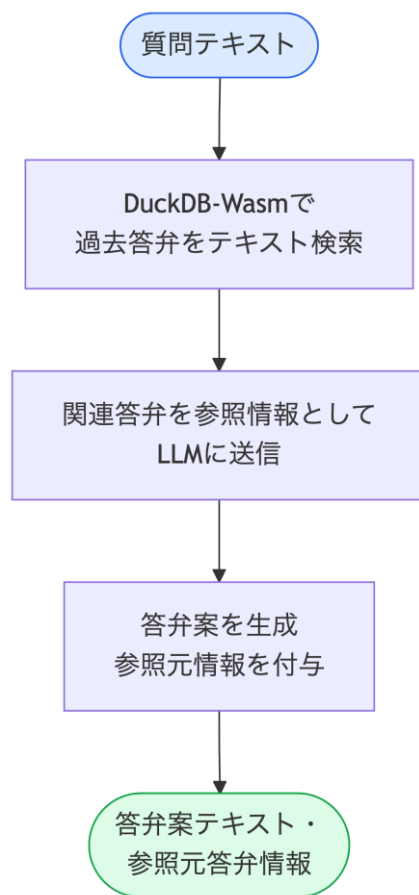 質問テキスト
DuckDB-Wasmで
過去答弁をテキスト検索
関連答弁を参照情報として
LLMに送信
答弁案を生成
参照元情報を付与
答弁案テキスト・
参照元答弁情報